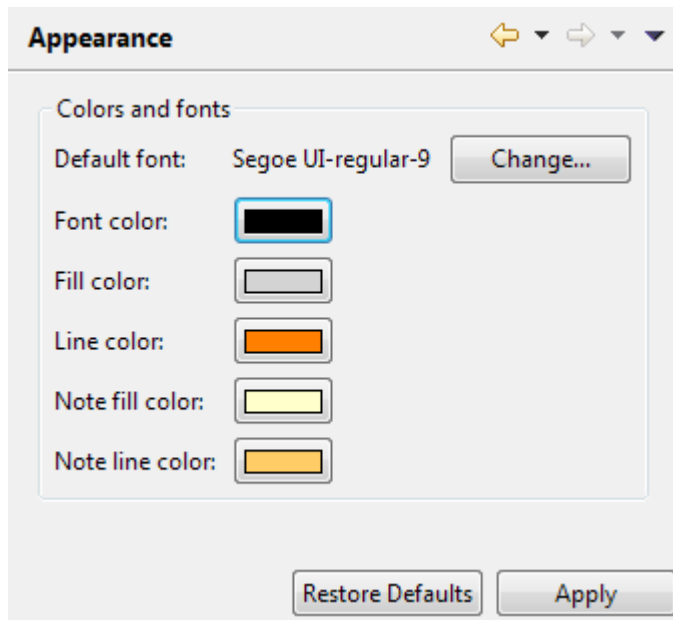 Appearance
Colors and fonts
Default font: Segoe UI-regular-9 Change...
Font color:
Fill color:
Line color:
Note fill color:
Note line color:
Restore Defaults Apply